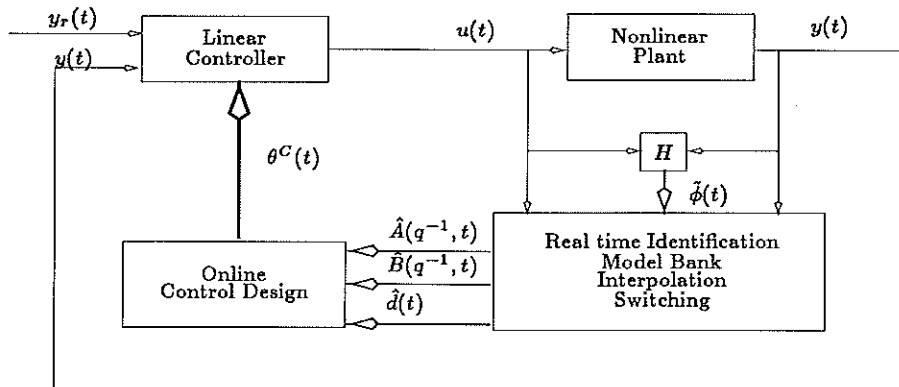 y_r(t)
y(t)
Linear
Controller
u(t)
Nonlinear
Plant
y(t)
H
θ^C(t)
φ̃(t)
Â(q^{-1}, t)
B̂(q^{-1}, t)
d̂(t)
Online
Control Design
Real time Identification
Model Bank
Interpolation
Switching